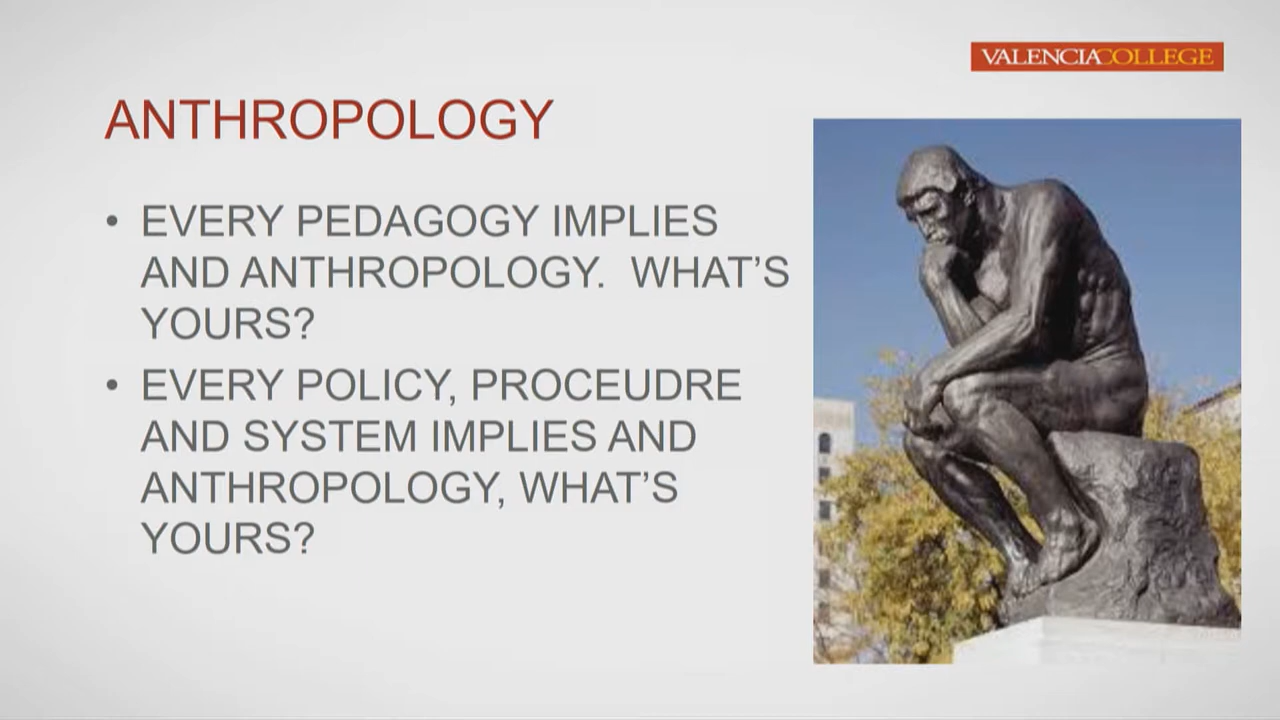 VALENCIACOLLEGE
ANTHROPOLOGY
• EVERY PEDAGOGY IMPLIES
AND ANTHROPOLOGY. WHAT'S
YOURS?
• EVERY POLICY, PROCEUDRE
AND SYSTEM IMPLIES AND
ANTHROPOLOGY, WHAT'S
YOURS?